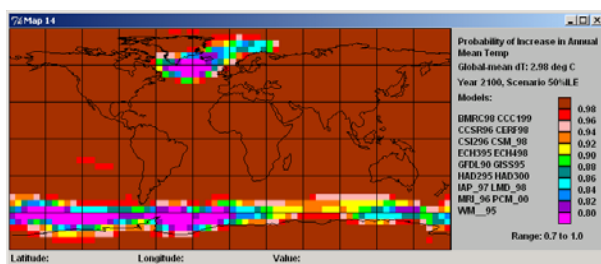 Map 14
Probability of Increase in Annual
Mean Temp
Global-mean dT: 2.98 deg C
Year 2100, Scenario 50%ILE
Models:
BMRC98 CCC199
CCSR96 CERF98
CSI296 CSM_98
ECH395 ECH498
GFDL90 GISS95
HAD295 HAD300
IAP_97 LMD_98
MRI_96 PCM_00
WM__95
0.98
0.96
0.94
0.92
0.90
0.88
0.86
0.84
0.82
0.80
Range: 0.7 to 1.0
Latitude: Longitude: Value: